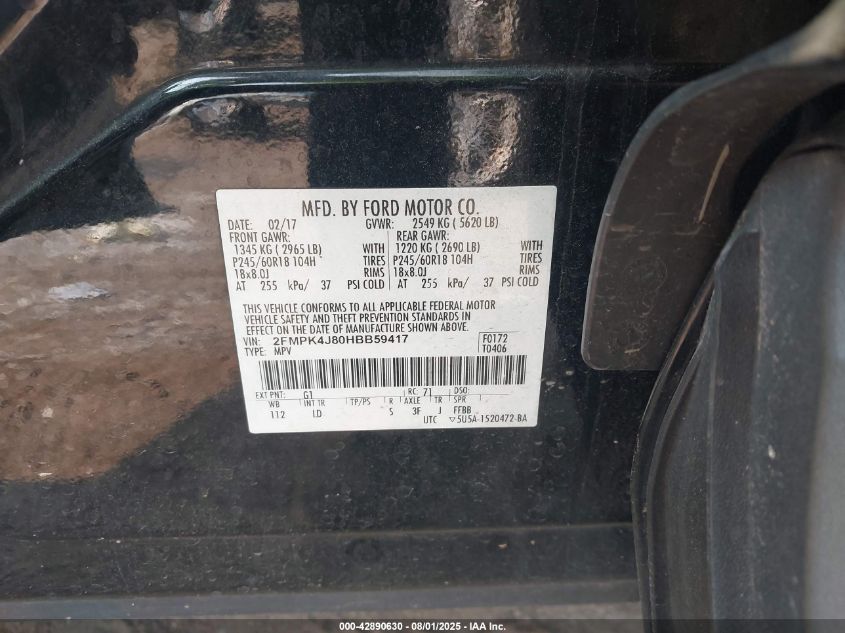 MFD. BY FORD MOTOR CO.
DATE: 02/17 GVWR: 2549 KG ( 5620 LB)
FRONT GAWR: REAR GAWR:
1345 KG ( 2965 LB) WITH 1220 KG ( 2690 LB) WITH
P245/60R18 104H TIRES P245/60R18 104H TIRES
18x8.0J RIMS 18x8.0J RIMS
AT 255 kPa/ 37 PSI COLD AT 255 kPa/ 37 PSI COLD
THIS VEHICLE CONFORMS TO ALL APPLICABLE FEDERAL MOTOR
VEHICLE SAFETY AND THEFT PREVENTION STANDARDS IN
EFFECT ON THE DATE OF MANUFACTURE SHOWN ABOVE.
VIN: 2FMPK4J80HBB59417 F0172
TYPE: MPV T0406
EXT PNT: G1 RC: 71 DSO:
WB INT TR TP/PS R AXLE TR SPR
112 LD S 3F J FFBB
UTC ▽5U5A-1520472-BA
000-42890630 - 08/01/2025 - IAA Inc.